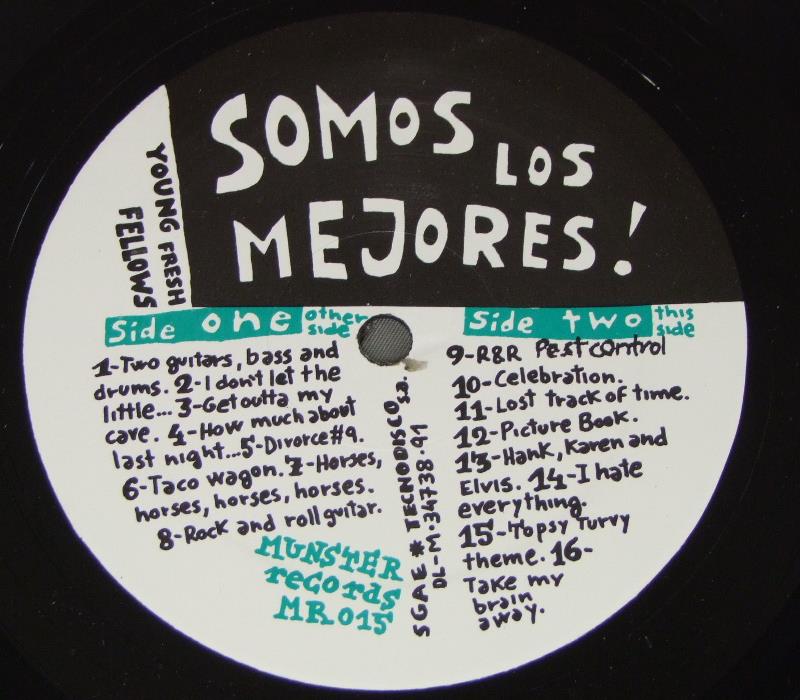 SOMOS LOS
MEJORES!
YOUNG FRESH
FELLOWS
Side one other side
1-Two guitars, bass and
drums. 2-I don't let the
little... 3-Get outta my
cave. 4-How much about
last night...5-Divorce #9.
6-Taco wagon. 7-Horses,
horses, horses, horses.
8-Rock and roll guitar.
MUNSTER
records
MR 015
SGAE # TECNODISCO s.a.
DL-M-34738-91
Side two this side
9-R&R Pest control
10-Celebration.
11-Lost track of time.
12-Picture Book.
13-Hank, Karen and
Elvis. 14-I hate
everything.
15-Topsy Turvy
theme. 16-
Take my
brain
away.